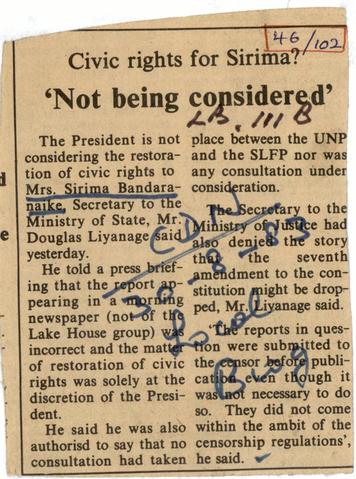 46/102
Civic rights for Sirima?
'Not being considered'
LB. 111 B
The President is not
considering the restora-
tion of civic rights to
Mrs. Sirima Bandara-
naike, Secretary to the
Ministry of State, Mr.
Douglas Liyanage said
yesterday.
He told a press brief-
ing that the report ap-
pearing in a morning
newspaper (not of the
Lake House group) was
incorrect and the matter
of restoration of civic
rights was solely at the
discretion of the Presi-
dent.
He said he was also
authorisd to say that no
consultation had taken
place between the UNP
and the SLFP nor was
any consultation under
consideration.
The Secretary to the
Ministry of Justice had
also denied the story
that the seventh
amendment to the con-
stitution might be drop-
ped, Mr. Liyanage said.
'The reports in ques-
tion were submitted to
the censor before publi-
cation even though it
was not necessary to do
so. They did not come
within the ambit of the
censorship regulations',
he said.
CDN
30-8-83
Local